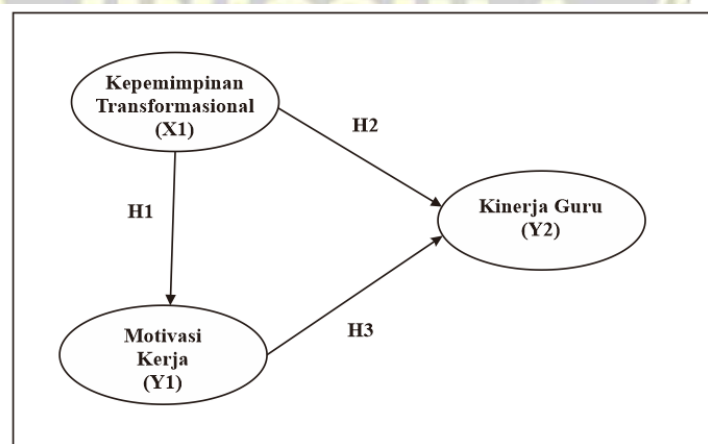 Kepemimpinan
Transformasional
(X1)
H2
H1
Kinerja Guru
(Y2)
Motivasi
Kerja
(Y1)
H3